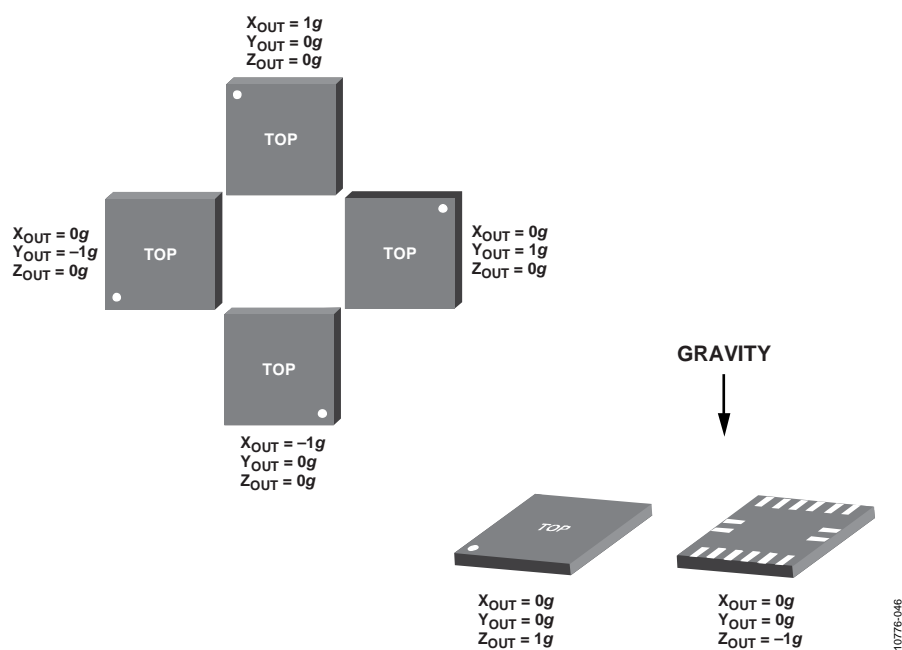 XOUT = 1g
YOUT = 0g
ZOUT = 0g
TOP
XOUT = 0g
YOUT = –1g
ZOUT = 0g
TOP
TOP
XOUT = 0g
YOUT = 1g
ZOUT = 0g
TOP
XOUT = –1g
YOUT = 0g
ZOUT = 0g
GRAVITY
TOP
XOUT = 0g
YOUT = 0g
ZOUT = 1g
XOUT = 0g
YOUT = 0g
ZOUT = –1g
10776-046